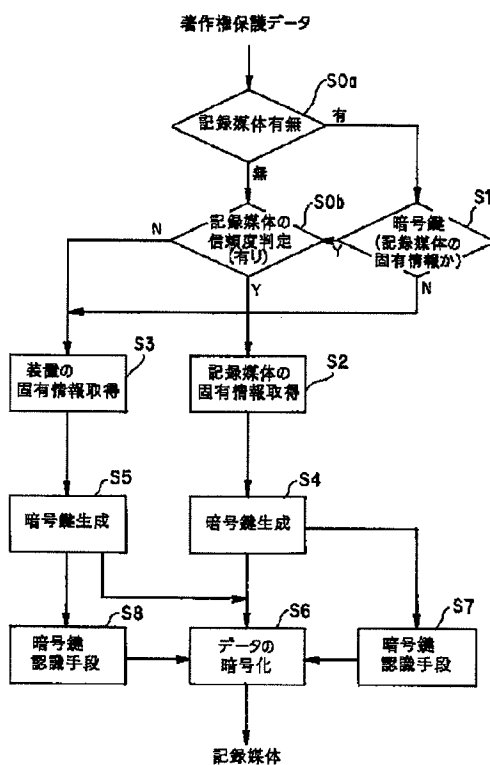 著作権保護データ
S0a
記録媒体有無
有
無
S0b
S1
N
記録媒体の
信頼度判定
(有り)
Y
暗号鍵
(記録媒体の
固有情報か)
Y
N
S3
S2
装置の
固有情報取得
記録媒体の
固有情報取得
S5
S4
暗号鍵生成
暗号鍵生成
S8
S6
S7
暗号鍵
認識手段
データの
暗号化
暗号鍵
認識手段
記録媒体